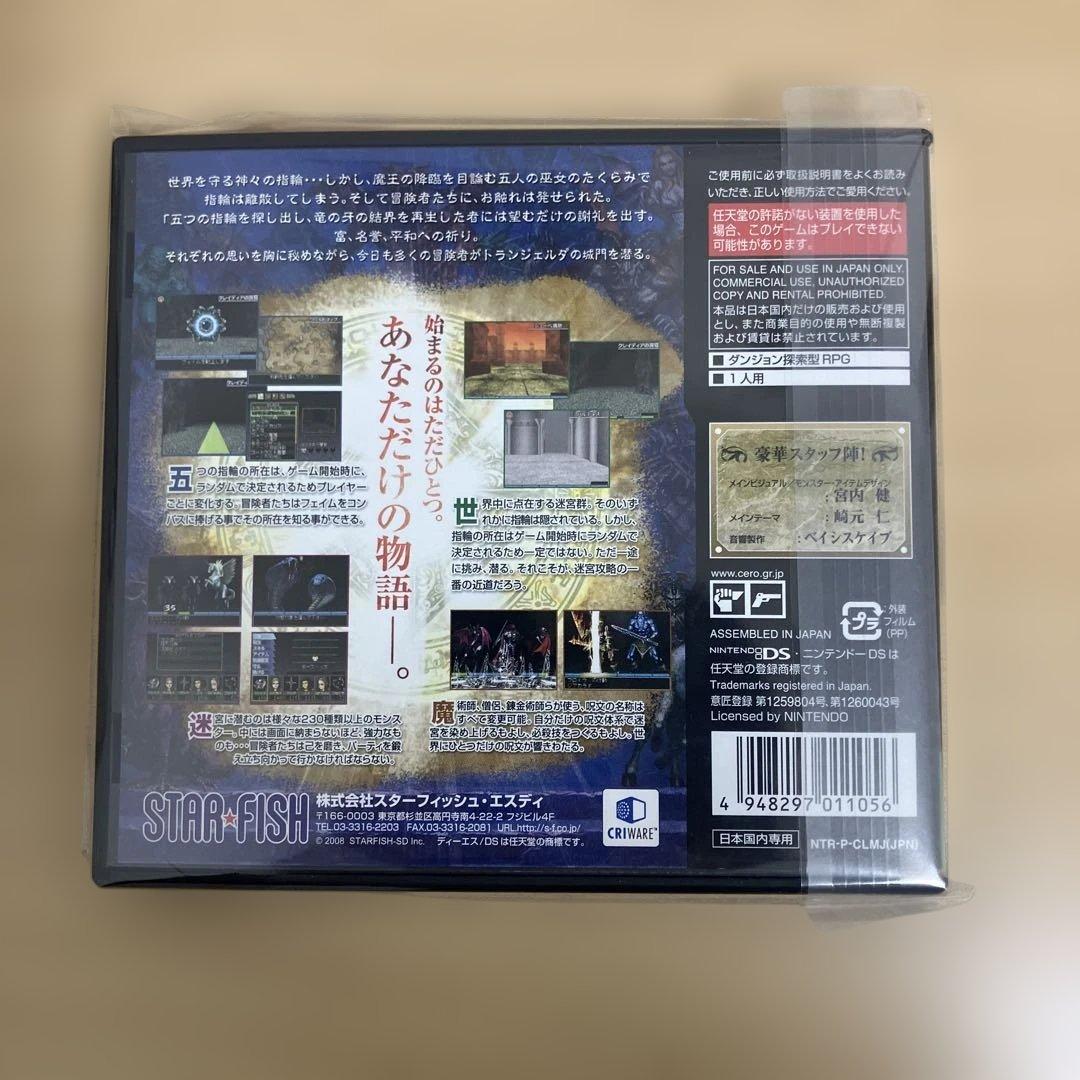 世界を守る神々の指輪・・・しかし、魔王の降臨を目論む五人の巫女のたくらみで
指輪は離散してしまう。そして冒険者たちに、お触れは発せられた。
「五つの指輪を探し出し、竜の牙の結界を再生した者には望むだけの謝礼を出す。
富、名誉、平和への祈り。
それぞれの思いを胸に秘めながら、今日も多くの冒険者がトランジェルダの城門を潜る。
始まるのはただひとつ。
あなただけの物語――。
五つの指輪の所在は、ゲーム開始時に、
ランダムで決定されるためプレイヤー
ごとに変化する。冒険者たちはフェイムをコン
パスに捧げる事でその所在を知る事ができる。
世界中に点在する迷宮群。そのいず
れかに指輪は隠されている。しかし、
指輪の所在はゲーム開始時にランダムで
決定されるため一定ではない。ただ一途
に挑み、潜る。それこそが、迷宮攻略の一
番の近道だろう。
迷宮に潜むのは様々な230種類以上のモンス
ター。中には画面に納まらないほど、強力なも
のも・・・冒険者たちは己を磨き、パーティを鍛
え立ち向かって行かなければならない。
魔術師、僧侶、錬金術師らが使う、呪文の名称は
すべて変更可能。自分だけの呪文体系で迷
宮を染め上げるもよし、必殺技をつくるもよし。世
界にひとつだけの呪文が響きわたる。
STAR★FISH
株式会社スターフィッシュ・エスディ
〒166-0003 東京都杉並区高円寺南4-22-2 フジビル4F
TEL.03-3316-2203 FAX.03-3316-2081 URL http://s-f.co.jp/
© 2008 STARFISH-SD Inc. ディーエス/DSは任天堂の商標です。
CRIWARE™
ご使用前に必ず取扱説明書をよくお読み
いただき、正しい使用方法でご愛用ください。
任天堂の許諾がない装置を使用した
場合、このゲームはプレイできない
可能性があります。
FOR SALE AND USE IN JAPAN ONLY.
COMMERCIAL USE, UNAUTHORIZED
COPY AND RENTAL PROHIBITED.
本品は日本国内だけの販売および使用
とし、また商業目的の使用や無断複製
および賃貸は禁止されています。
■ ダンジョン探索型RPG
■ 1人用
豪華スタッフ陣!
メインビジュアル/モンスター・アイテムデザイン
:宮内 健
メインテーマ :崎元 仁
音響製作 :ベイシスケイプ
www.cero.gr.jp
ASSEMBLED IN JAPAN
プラ
:外装
フィルム
(PP)
NINTENDO DS・ニンテンドーDSは
任天堂の登録商標です。
Trademarks registered in Japan.
意匠登録 第1259804号、第1260043号
Licensed by NINTENDO
4 948297 011056
日本国内専用
NTR-P-CLMJ(JPN)